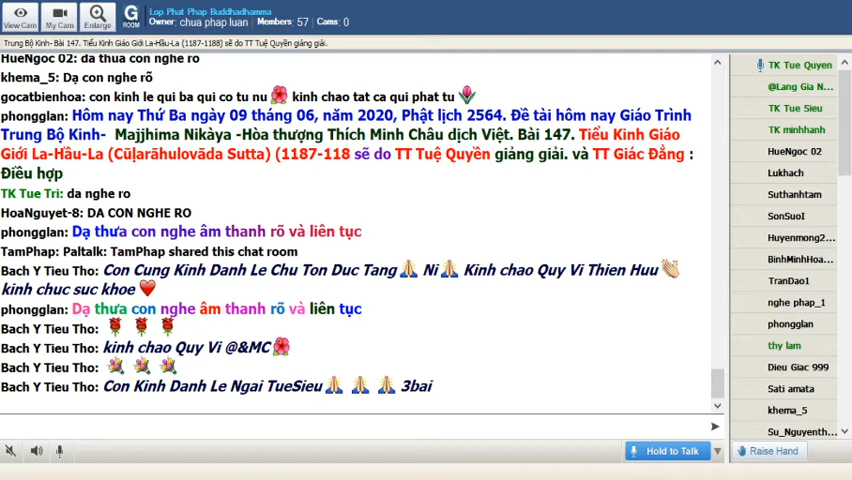 View Cam
My Cam
Enlarge
G
ROOM
Lop Phat Phap Buddhadhamma
Owner: chua phap luan Members: 57 Cams: 0
Trung Bộ Kinh- Bài 147. Tiểu Kinh Giáo Giới La-Hầu-La (1187-1188) sẽ do TT Tuệ Quyền giảng giải.
HueNgoc 02: da thua con nghe ro
khema_5: Dạ con nghe rõ
gocatbienhoa: con kinh le qui ba qui co tu nu kinh chao tat ca qui phat tu
phongglan: Hôm nay Thứ Ba ngày 09 tháng 06, năm 2020, Phật lịch 2564. Đề tài hôm nay Giáo Trình
Trung Bộ Kinh- Majjhima Nikàya -Hòa thượng Thích Minh Châu dịch Việt. Bài 147. Tiểu Kinh Giáo
Giới La-Hầu-La (Cūḷarāhulovāda Sutta) (1187-118 sẽ do TT Tuệ Quyền giảng giải. và TT Giác Đẳng :
Điều hợp
TK Tue Tri: da nghe ro
HoaNguyet-8: DA CON NGHE RO
phongglan: Dạ thưa con nghe âm thanh rõ và liên tục
TamPhap: Paltalk: TamPhap shared this chat room
Bach Y Tieu Tho: Con Cung Kinh Danh Le Chu Ton Duc Tang Ni Kinh chao Quy Vi Thien Huu
kinh chuc suc khoe
phongglan: Dạ thưa con nghe âm thanh rõ và liên tục
Bach Y Tieu Tho:
Bach Y Tieu Tho: kinh chao Quy Vi @&MC
Bach Y Tieu Tho:
Bach Y Tieu Tho: Con Kinh Danh Le Ngai TueSieu 3bai
Hold to Talk
TK Tue Quyen
@Lang Gia N...
TK Tue Sieu
TK minhhanh
HueNgoc 02
Lukhach
Suthanhtam
SonSuoI
Huyenmong2...
BinhMinhHoa...
TranDao1
nghe phap_1
phongglan
thy lam
Dieu Giac 999
Sati amata
khema_5
Su_Nguyenth...
Raise Hand